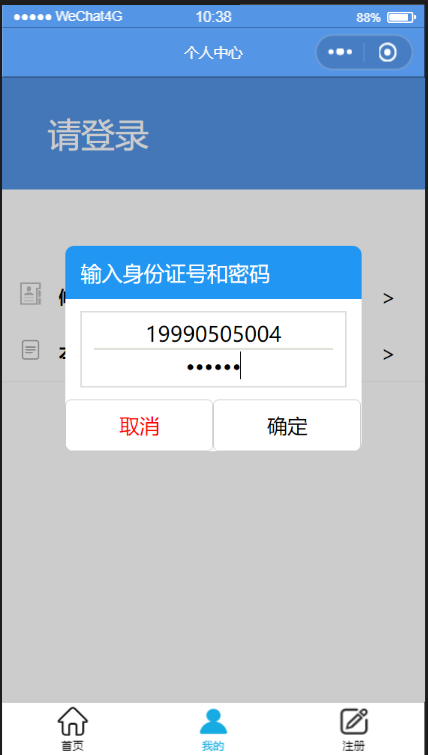 WeChat4G 10:38 88%
个人中心
请登录
输入身份证号和密码
19990505004
••••••
>
>
取消 确定
首页 我的 注册